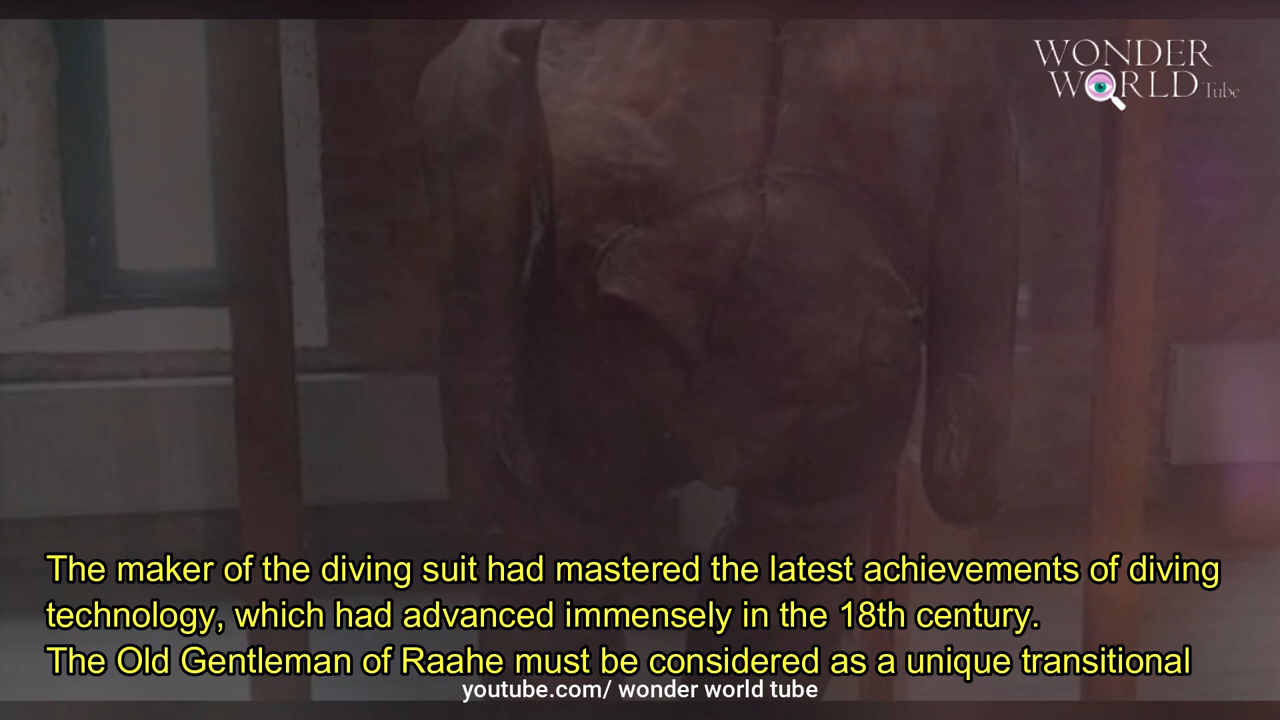 WONDER
WORLD Tube
The maker of the diving suit had mastered the latest achievements of diving
technology, which had advanced immensely in the 18th century.
The Old Gentleman of Raahe must be considered as a unique transitional
youtube.com/ wonder world tube